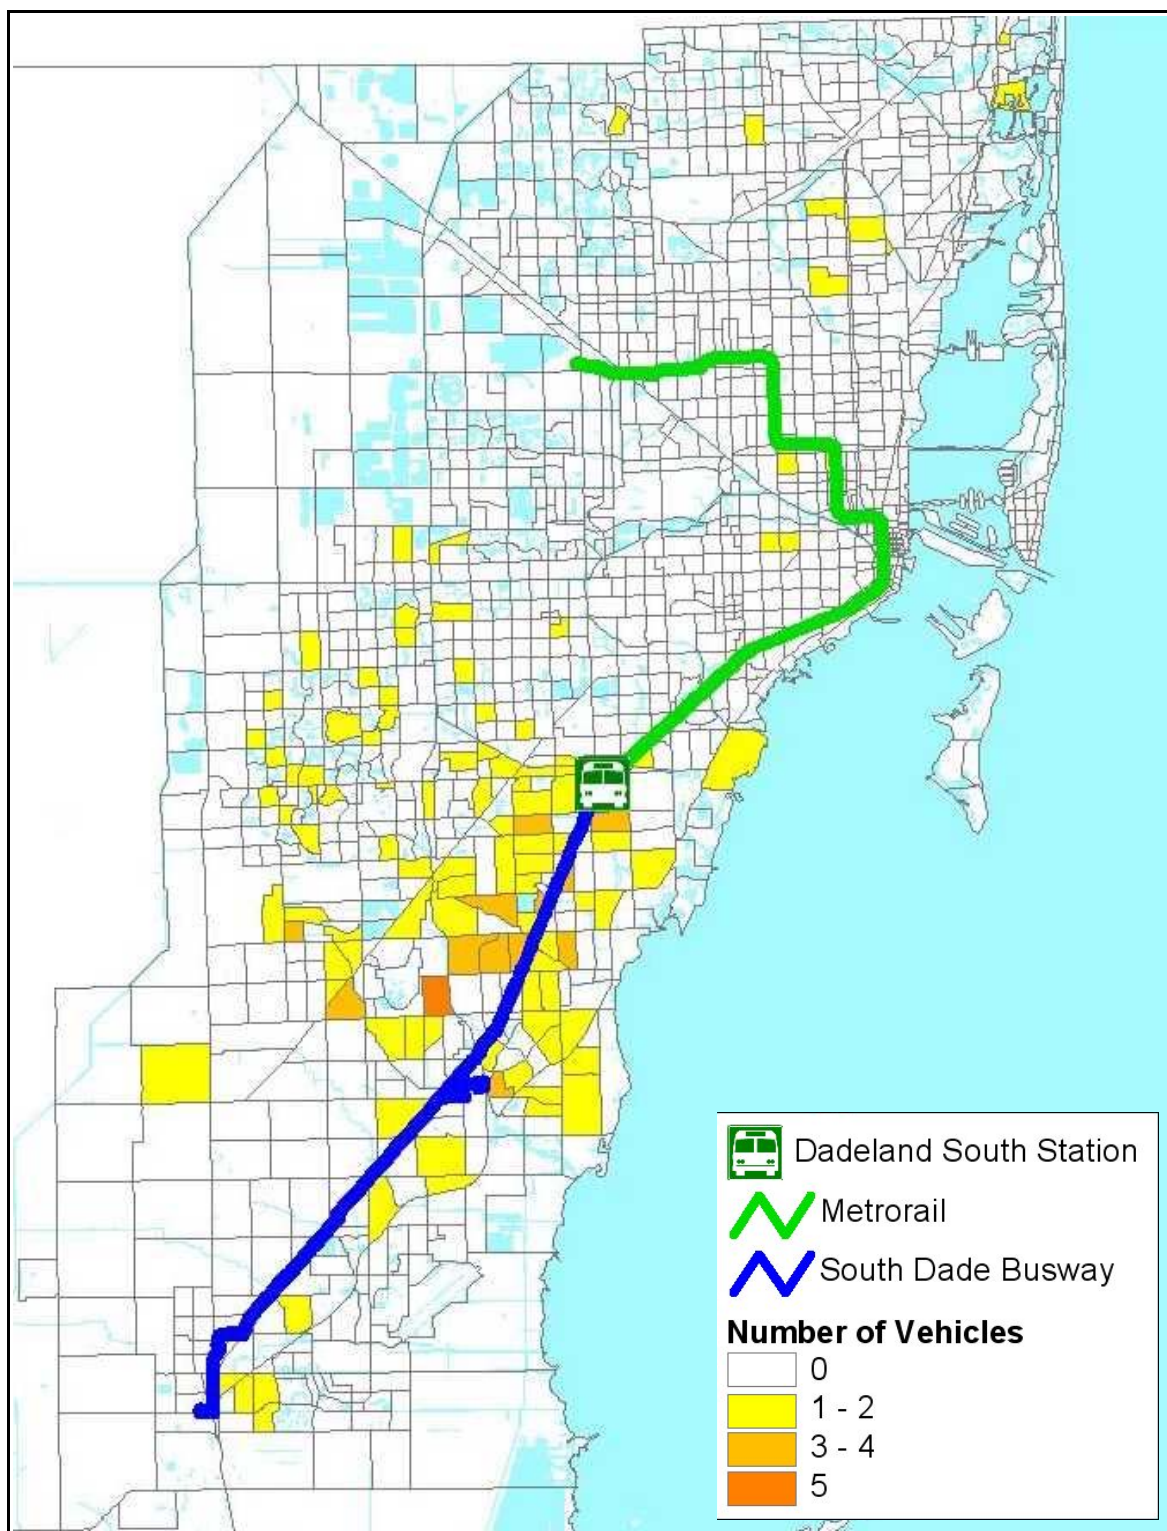 Dadeland South Station
Metrorail
South Dade Busway
Number of Vehicles
0
1 - 2
3 - 4
5